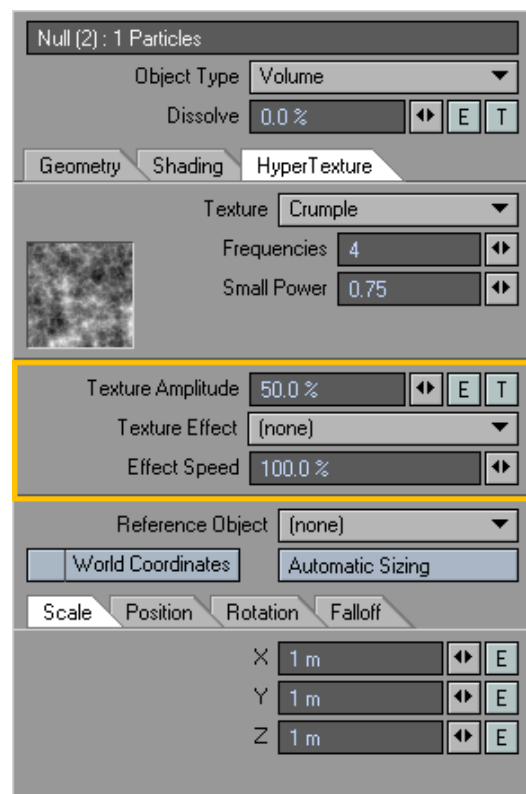 Null (2) : 1 Particles
Object Type Volume
Dissolve 0.0 % E T
Geometry Shading HyperTexture
Texture Crumple
Frequencies 4
Small Power 0.75
Texture Amplitude 50.0 % E T
Texture Effect (none)
Effect Speed 100.0 %
Reference Object (none)
World Coordinates Automatic Sizing
Scale Position Rotation Falloff
X 1 m E
Y 1 m E
Z 1 m E